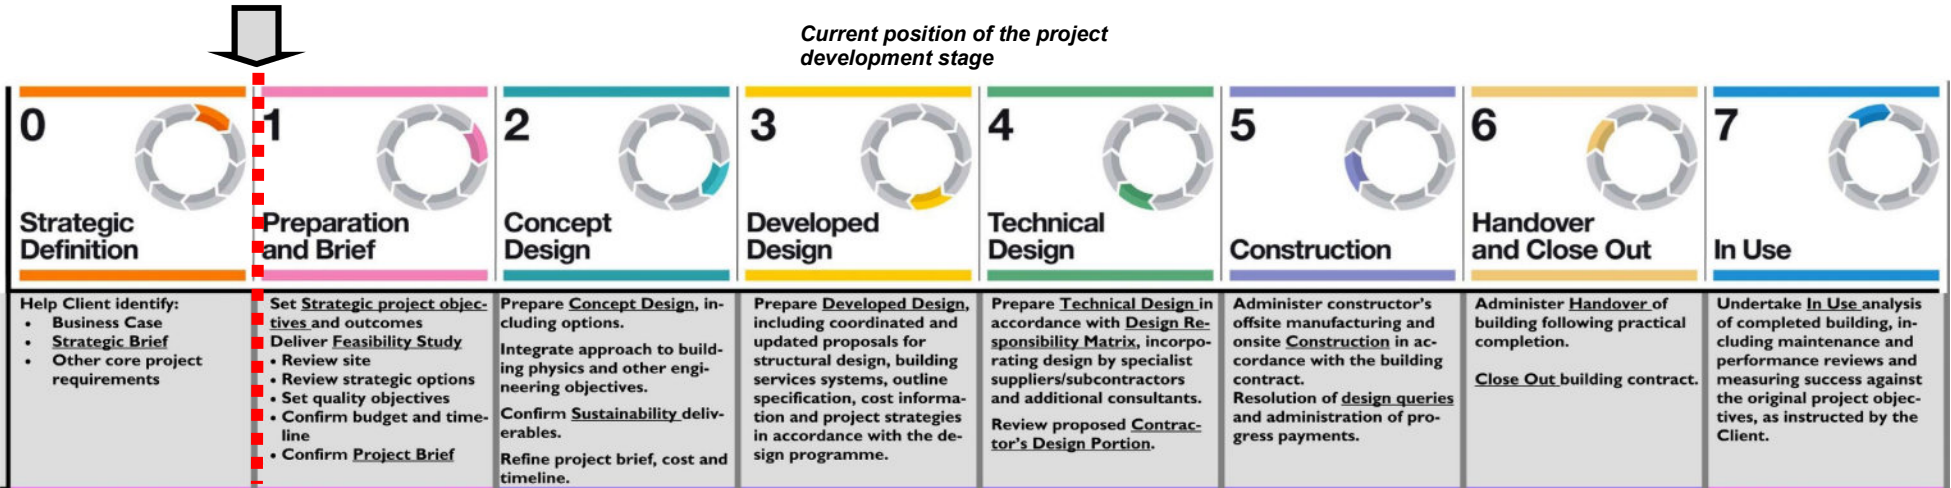 Current position of the project
development stage
0
Strategic
Definition
Help Client identify:
• Business Case
• Strategic Brief
• Other core project
requirements
1
Preparation
and Brief
Set Strategic project objec-
tives and outcomes
Deliver Feasibility Study
• Review site
• Review strategic options
• Set quality objectives
• Confirm budget and time-
line
• Confirm Project Brief
2
Concept
Design
Prepare Concept Design, in-
cluding options.
Integrate approach to build-
ing physics and other engi-
neering objectives.
Confirm Sustainability deliv-
erables.
Refine project brief, cost and
timeline.
3
Developed
Design
Prepare Developed Design,
including coordinated and
updated proposals for
structural design, building
services systems, outline
specification, cost informa-
tion and project strategies
in accordance with the de-
sign programme.
4
Technical
Design
Prepare Technical Design in
accordance with Design Re-
sponsibility Matrix, incorpo-
rating design by specialist
suppliers/subcontractors
and additional consultants.
Review proposed Contrac-
tor's Design Portion.
5
Construction
Administer constructor's
offsite manufacturing and
onsite Construction in ac-
cordance with the building
contract.
Resolution of design queries
and administration of pro-
gress payments.
6
Handover
and Close Out
Administer Handover of
building following practical
completion.
Close Out building contract.
7
In Use
Undertake In Use analysis
of completed building, in-
cluding maintenance and
performance reviews and
measuring success against
the original project objec-
tives, as instructed by the
Client.